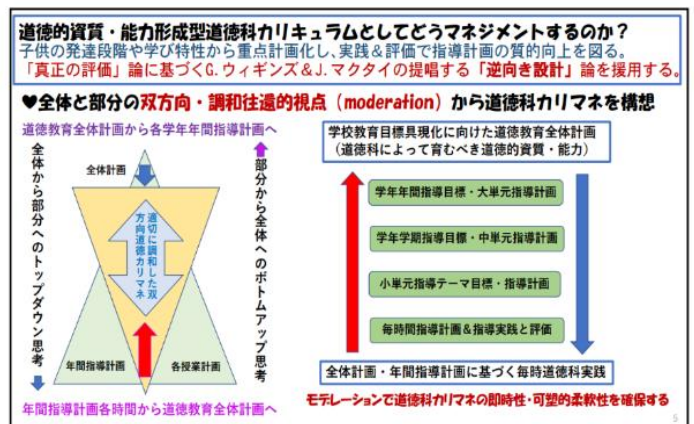 道徳的資質・能力形成型道徳科カリキュラムとしてどうマネジメントするのか？
子供の発達段階や学び特性から重点計画化し、実践＆評価で指導計画の質的向上を図る。
「真正の評価」論に基づくG.ウィギンズ＆J.マクタイの提唱する「逆向き設計」論を援用する。
♥全体と部分の双方向・調和往還的視点（moderation）から道徳科カリマネを構想
道徳教育全体計画から各学年年間指導計画へ
全体から部分へのトップダウン思考
全体計画
適切に調和した双
方向道徳カリマネ
年間指導計画
各授業計画
部分から全体へのボトムアップ思考
年間指導計画各時間から道徳教育全体計画へ
学校教育目標具現化に向けた道徳教育全体計画
（道徳科によって育むべき道徳的資質・能力）
学年年間指導目標・大単元指導計画
学年学期指導目標・中単元指導計画
小単元指導テーマ目標・指導計画
毎時間指導計画＆指導実践と評価
全体計画・年間指導計画に基づく毎時道徳科実践
モデレーションで道徳科カリマネの即時性・可塑的柔軟性を確保する
5